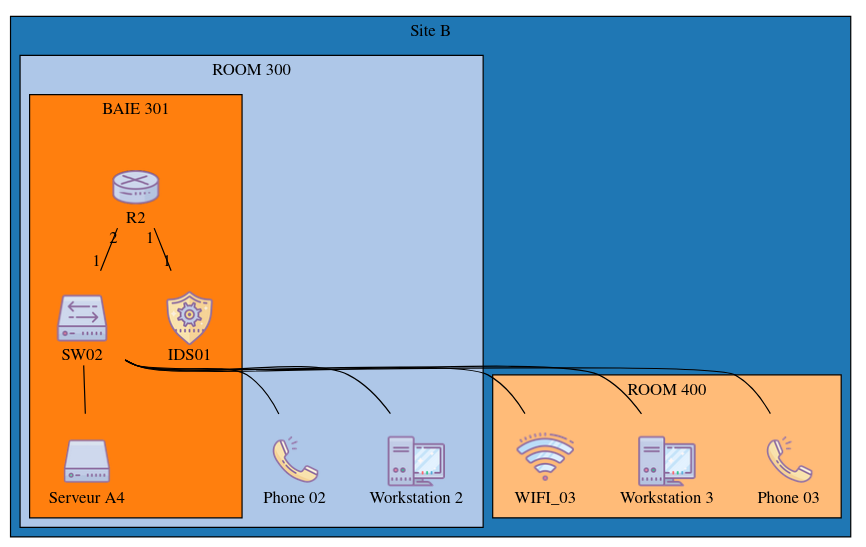 Site B
ROOM 300
BAIE 301
R2
2 1
1 1
SW02 IDS01
ROOM 400
Serveur A4 Phone 02 Workstation 2 WIFI_03 Workstation 3 Phone 03